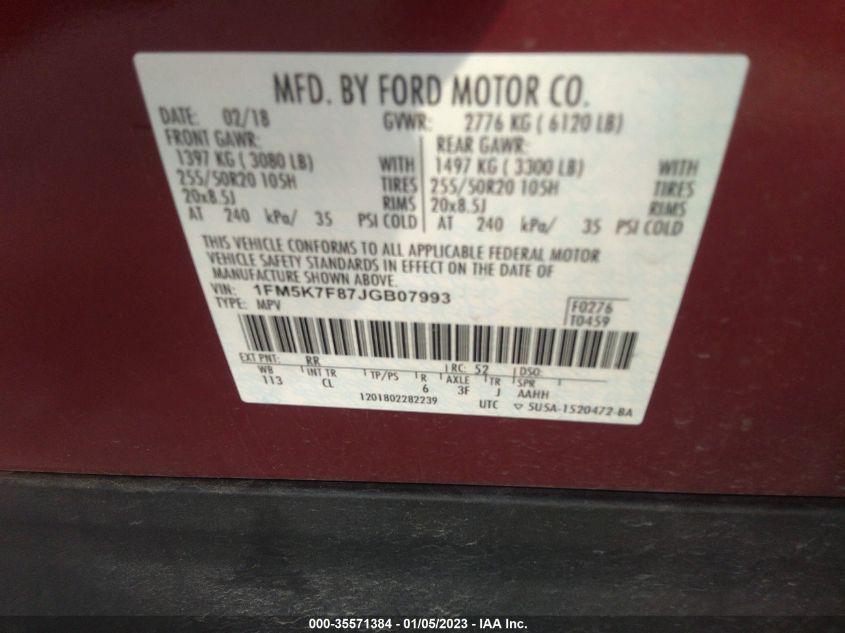 MFD. BY FORD MOTOR CO.
DATE: 02/18 GVWR: 2776 KG ( 6120 LB)
FRONT GAWR: REAR GAWR:
1397 KG ( 3080 LB) WITH 1497 KG ( 3300 LB) WITH
255/50R20 105H TIRES 255/50R20 105H TIRES
20x8.5J RIMS 20x8.5J RIMS
AT 240 kPa/ 35 PSI COLD AT 240 kPa/ 35 PSI COLD
THIS VEHICLE CONFORMS TO ALL APPLICABLE FEDERAL MOTOR
VEHICLE SAFETY STANDARDS IN EFFECT ON THE DATE OF
MANUFACTURE SHOWN ABOVE.
VIN: 1FM5K7F87JGB07993
TYPE: MPV
F0276
T0459
EXT PNT: RR RC: 52 DSO:
WB INT TR TP/PS R AXLE TR SPR
113 CL 6 3F J AAHH
1201802282239 UTC ▽ 5U5A-1520472-BA
000-35571384 - 01/05/2023 - IAA Inc.